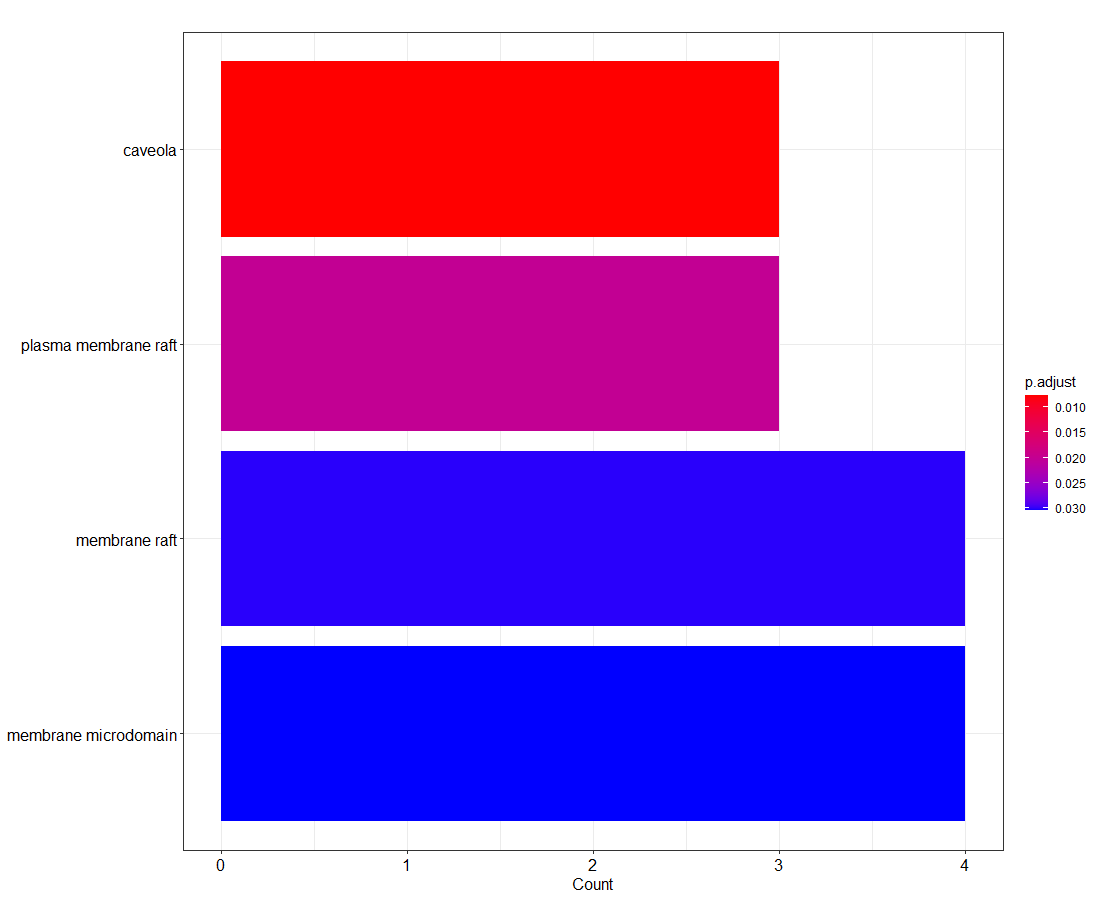 caveola
plasma membrane raft
membrane raft
membrane microdomain
0 1 2 3 4
Count
p.adjust
0.010
0.015
0.020
0.025
0.030